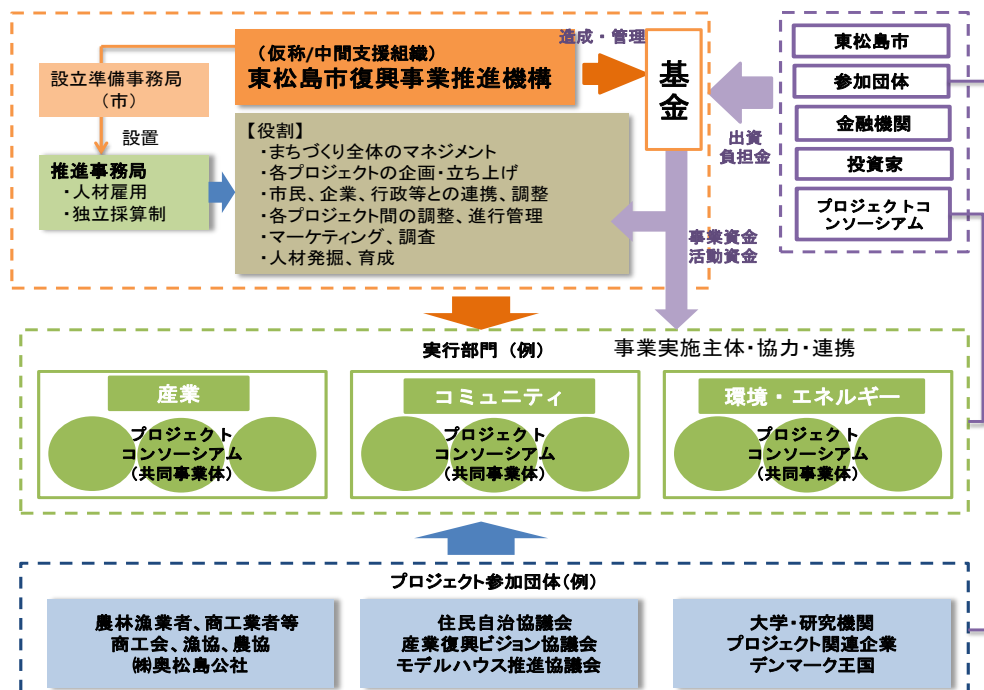 (仮称/中間支援組織)
東松島市復興事業推進機構
造成・管理
基金
設立準備事務局
(市)
設置
推進事務局
・人材雇用
・独立採算制
【役割】
・まちづくり全体のマネジメント
・各プロジェクトの企画・立ち上げ
・市民、企業、行政等との連携、調整
・各プロジェクト間の調整、進行管理
・マーケティング、調査
・人材発掘、育成
出資
負担金
事業資金
活動資金
東松島市
参加団体
金融機関
投資家
プロジェクトコ
ンソーシアム
実行部門 (例)
事業実施主体・協力・連携
産業
プロジェクト
コンソーシアム
(共同事業体)
コミュニティ
プロジェクト
コンソーシアム
(共同事業体)
環境・エネルギー
プロジェクト
コンソーシアム
(共同事業体)
プロジェクト参加団体(例)
農林漁業者、商工業者等
商工会、漁協、農協
㈱奥松島公社
住民自治協議会
産業復興ビジョン協議会
モデルハウス推進協議会
大学・研究機関
プロジェクト関連企業
デンマーク王国